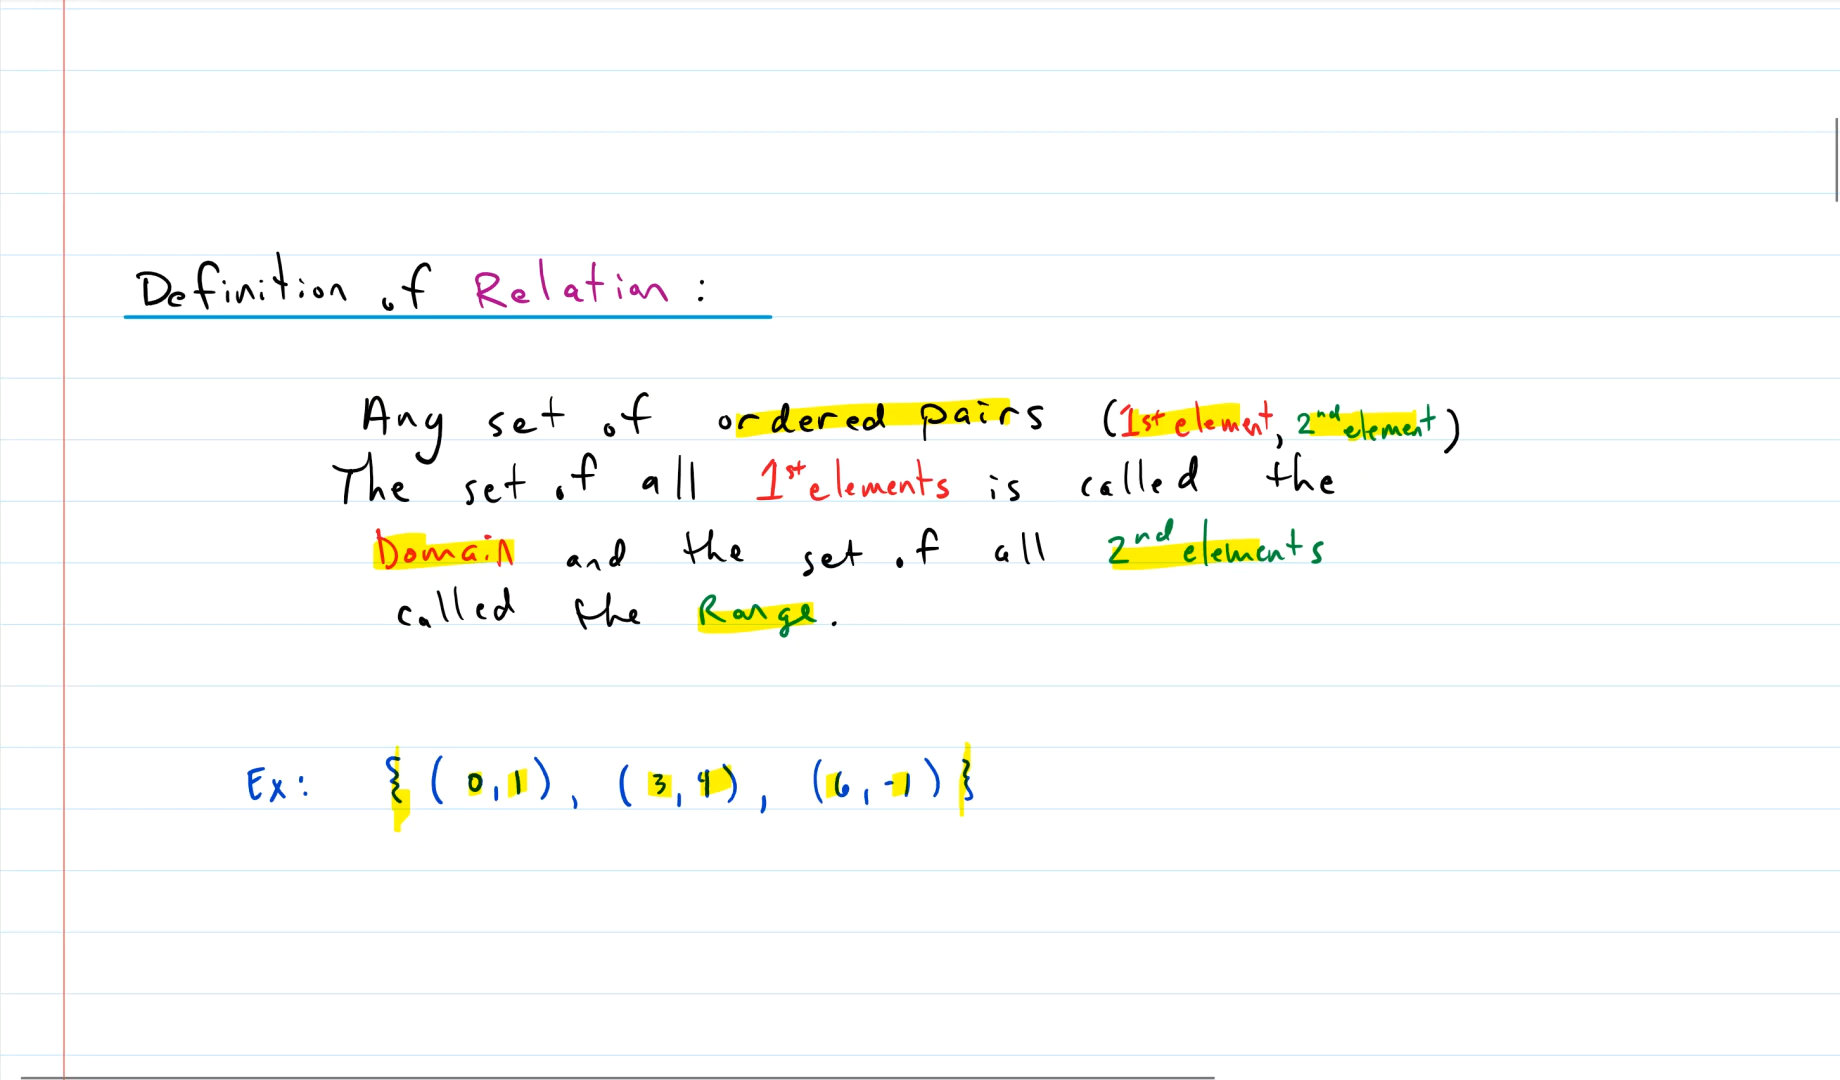 Definition of Relation :
Any set of ordered pairs (1st element, 2nd element)
The set of all 1st elements is called the
Domain and the set of all 2nd elements
called the Range.
Ex: { (0,1), (3,4), (6,-1) }